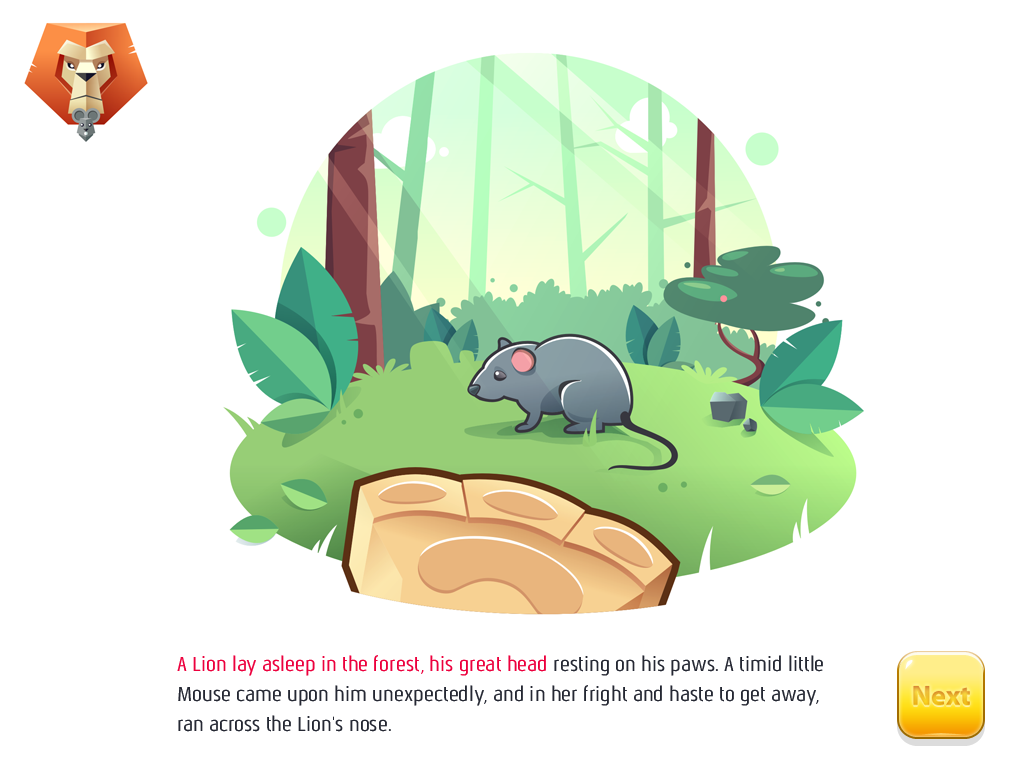 A Lion lay asleep in the forest, his great head resting on his paws. A timid little
Mouse came upon him unexpectedly, and in her fright and haste to get away,
ran across the Lion's nose.
Next